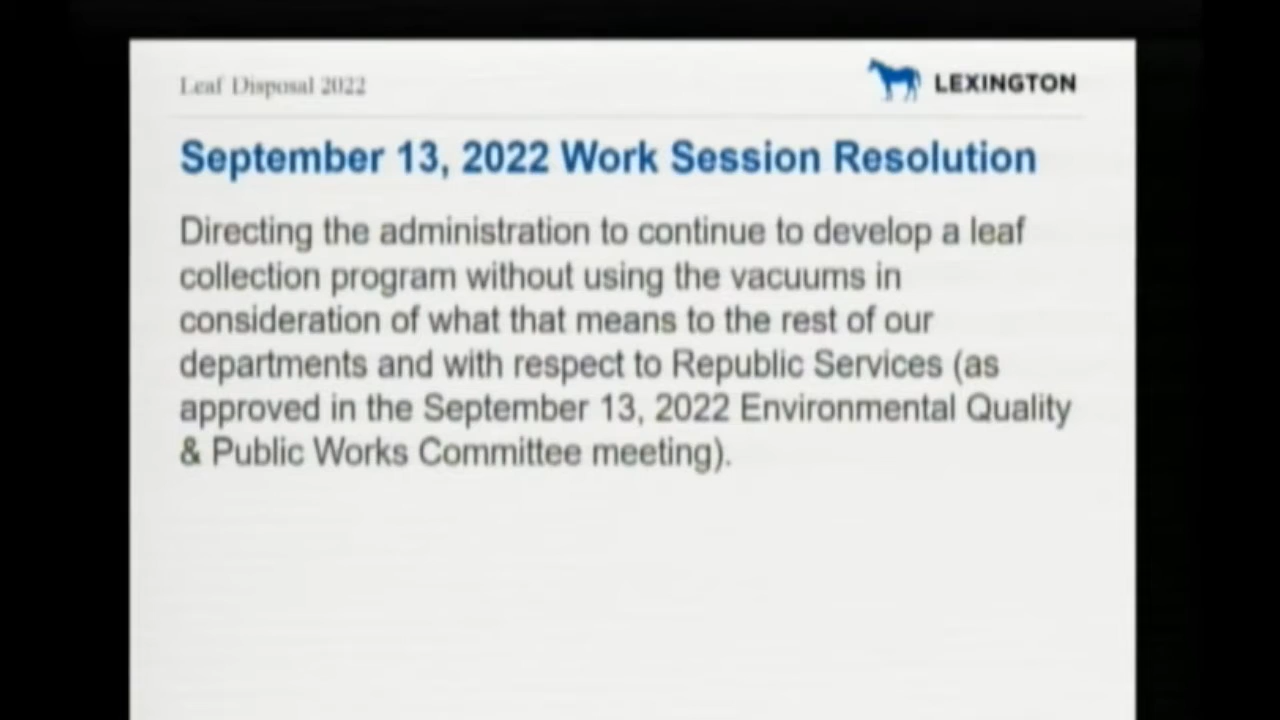 Leaf Disposal 2022
LEXINGTON
September 13, 2022 Work Session Resolution
Directing the administration to continue to develop a leaf
collection program without using the vacuums in
consideration of what that means to the rest of our
departments and with respect to Republic Services (as
approved in the September 13, 2022 Environmental Quality
& Public Works Committee meeting).